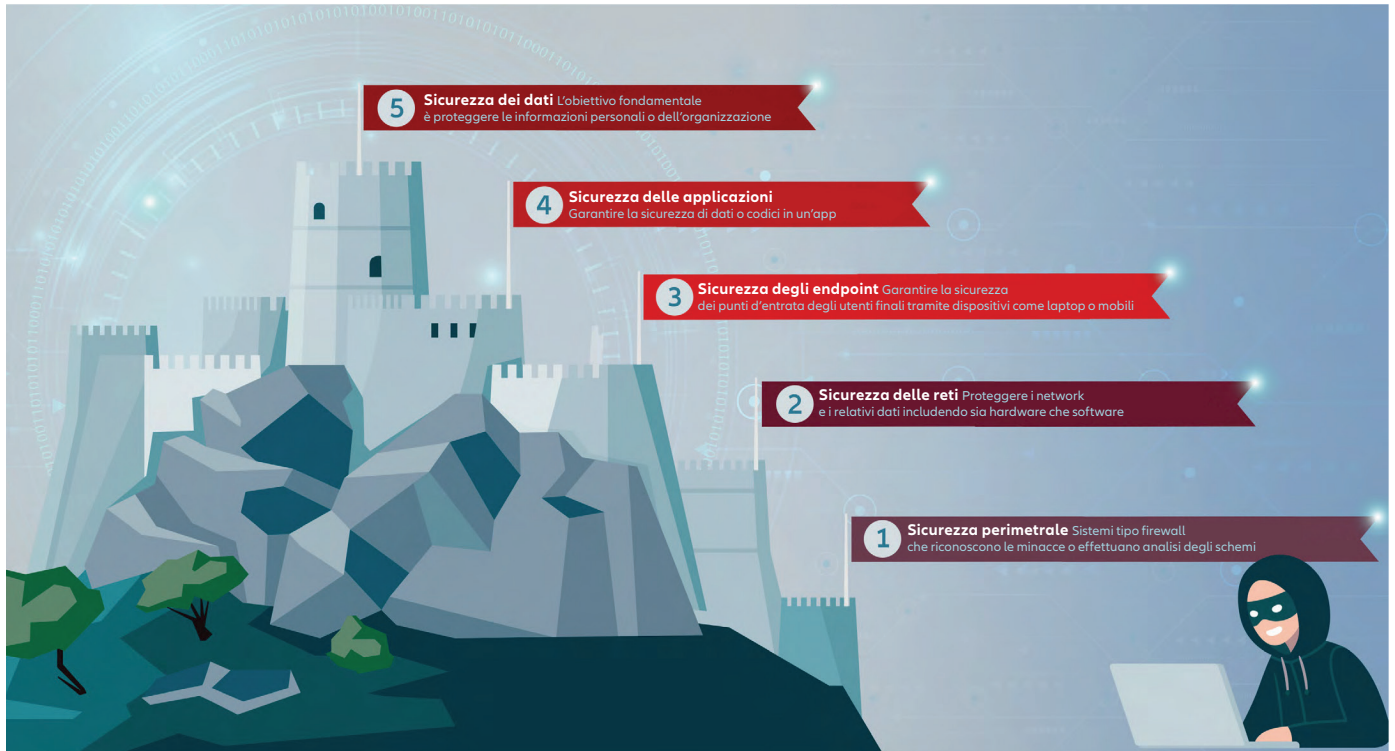 5
Sicurezza dei dati L'obiettivo fondamentale
è proteggere le informazioni personali o dell'organizzazione
4
Sicurezza delle applicazioni
Garantire la sicurezza di dati o codici in un'app
3
Sicurezza degli endpoint Garantire la sicurezza
dei punti d'entrata degli utenti finali tramite dispositivi come laptop o mobili
2
Sicurezza delle reti Proteggere i network
e i relativi dati includendo sia hardware che software
1
Sicurezza perimetrale Sistemi tipo firewall
che riconoscono le minacce o effettuano analisi degli schemi